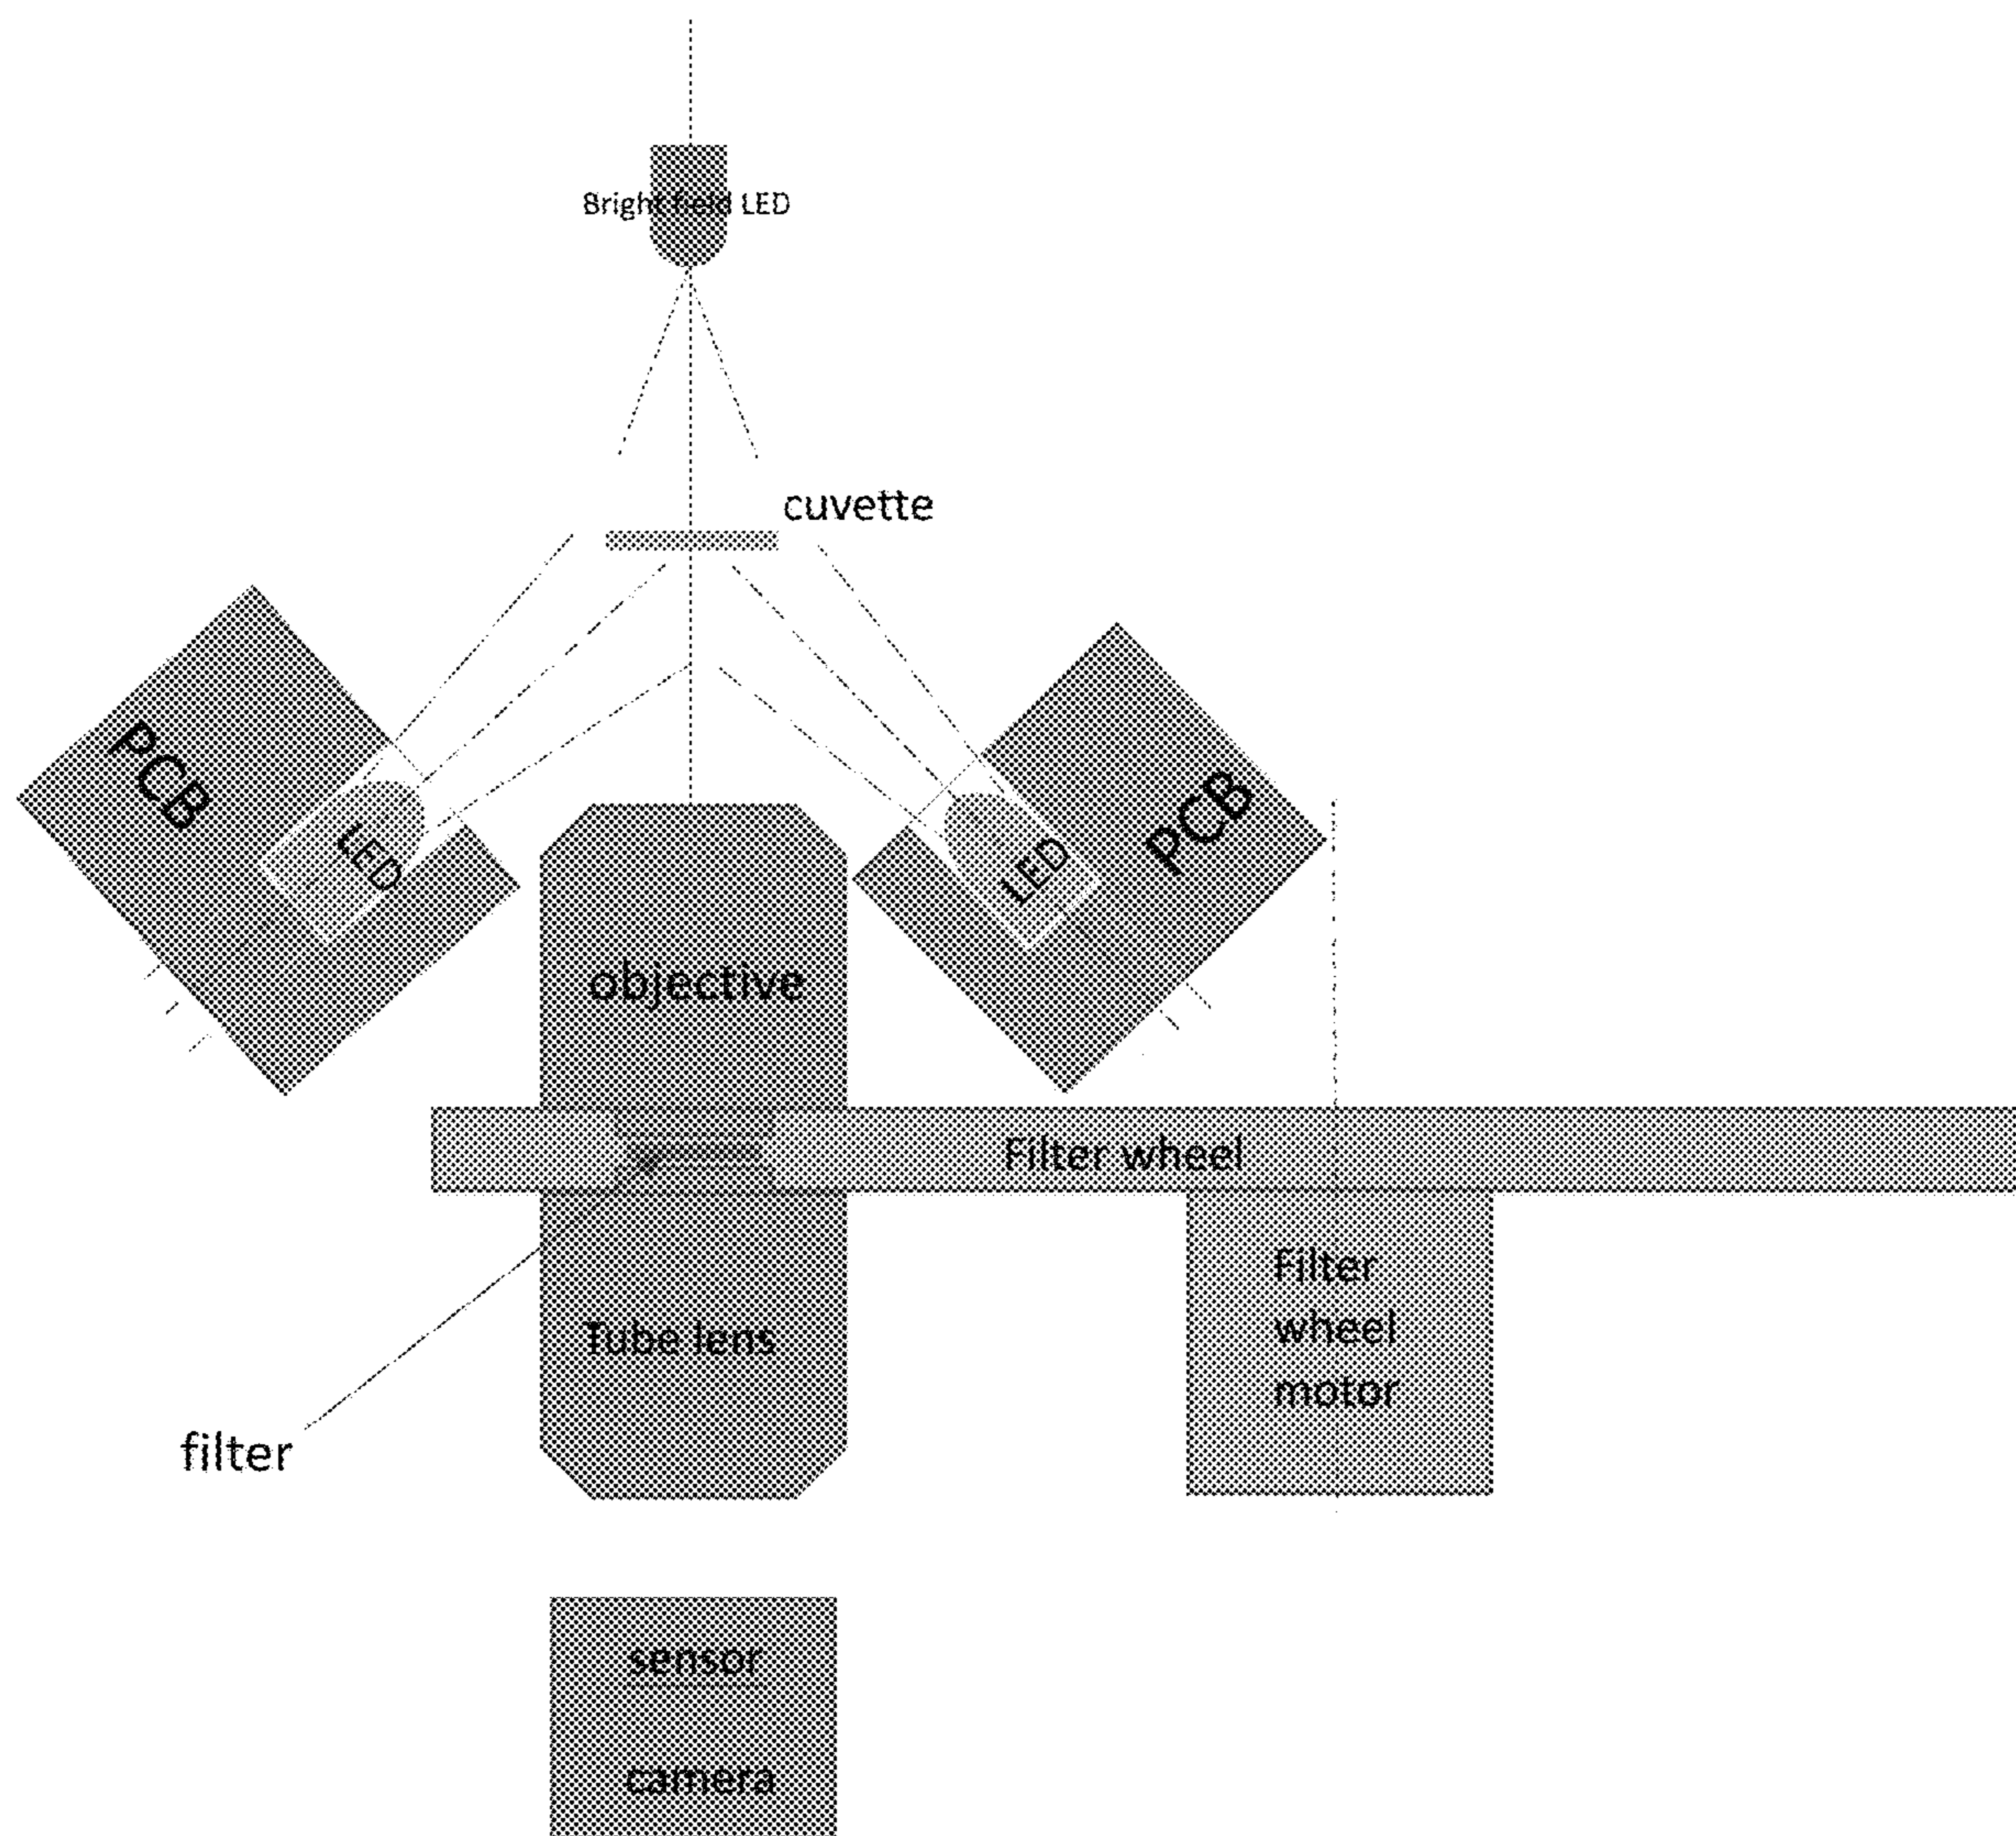 Bright field LED
cuvette
PCB
LED
LED
PCB
objective
Filter wheel
Filter
wheel
motor
Tube lens
filter
sensor
camera